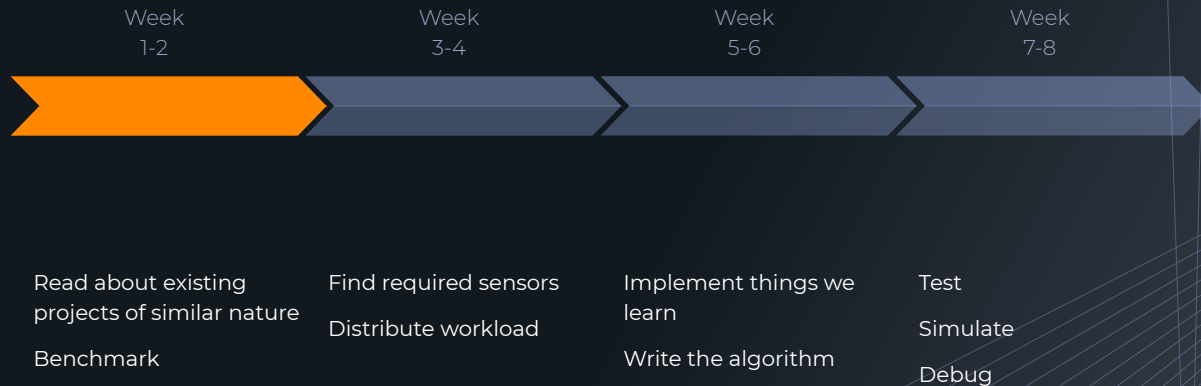 Week
1-2
Week
3-4
Week
5-6
Week
7-8
Read about existing
projects of similar nature
Benchmark
Find required sensors
Distribute workload
Implement things we
learn
Write the algorithm
Test
Simulate
Debug